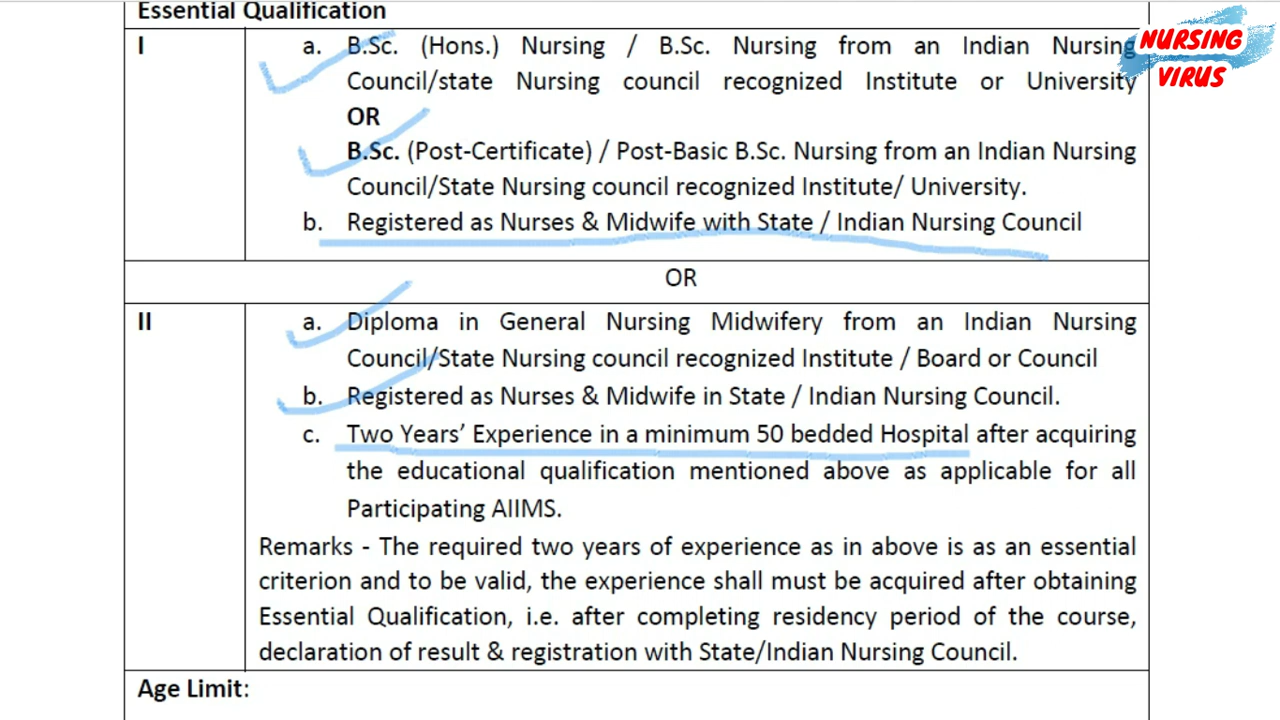 Essential Qualification
NURSING
VIRUS
I
a. B.Sc. (Hons.) Nursing / B.Sc. Nursing from an Indian Nursing
Council/state Nursing council recognized Institute or University
OR
B.Sc. (Post-Certificate) / Post-Basic B.Sc. Nursing from an Indian Nursing
Council/State Nursing council recognized Institute/ University.
b. Registered as Nurses & Midwife with State / Indian Nursing Council
OR
II
a. Diploma in General Nursing Midwifery from an Indian Nursing
Council/State Nursing council recognized Institute / Board or Council
b. Registered as Nurses & Midwife in State / Indian Nursing Council.
c. Two Years’ Experience in a minimum 50 bedded Hospital after acquiring
the educational qualification mentioned above as applicable for all
Participating AIIMS.
Remarks - The required two years of experience as in above is as an essential
criterion and to be valid, the experience shall must be acquired after obtaining
Essential Qualification, i.e. after completing residency period of the course,
declaration of result & registration with State/Indian Nursing Council.
Age Limit: